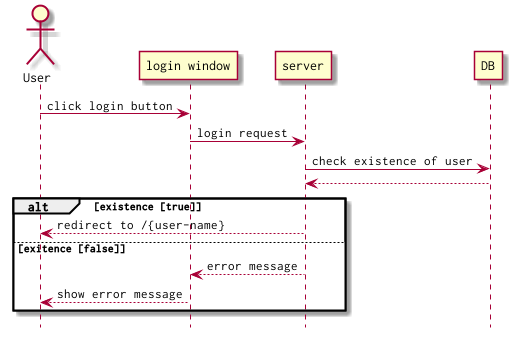 User
login window
server
DB
click login button
login request
check existence of user
alt
[existence [true]]
redirect to /{user-name}
[exitence [false]]
error message
show error message